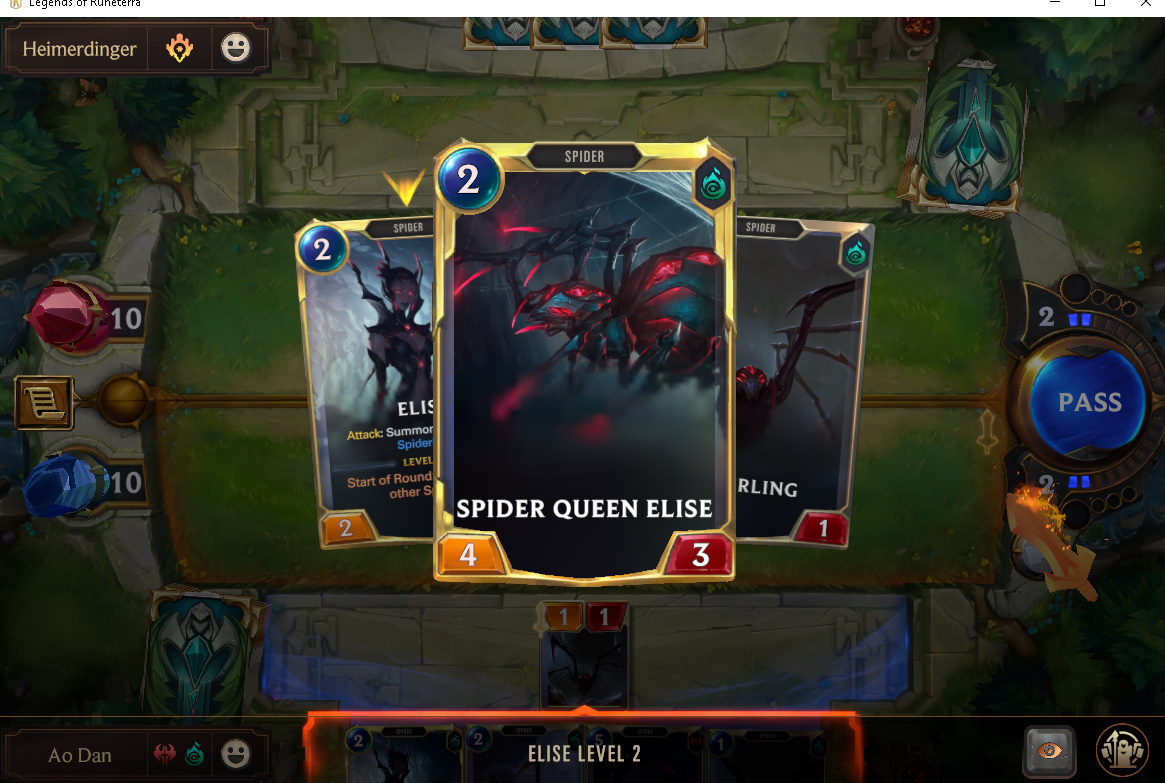 Legends of Runeterra
Heimerdinger
SPIDER
2
SPIDER
2
SPIDER
10
2
ELIS
Attack: Summon
Spider
LEVEL
Start of Round
other S
2
SPIDER QUEEN ELISE
4
3
RLING
1
PASS
10
2
1
1
Ao Dan
2
2
5
1
ELISE LEVEL 2